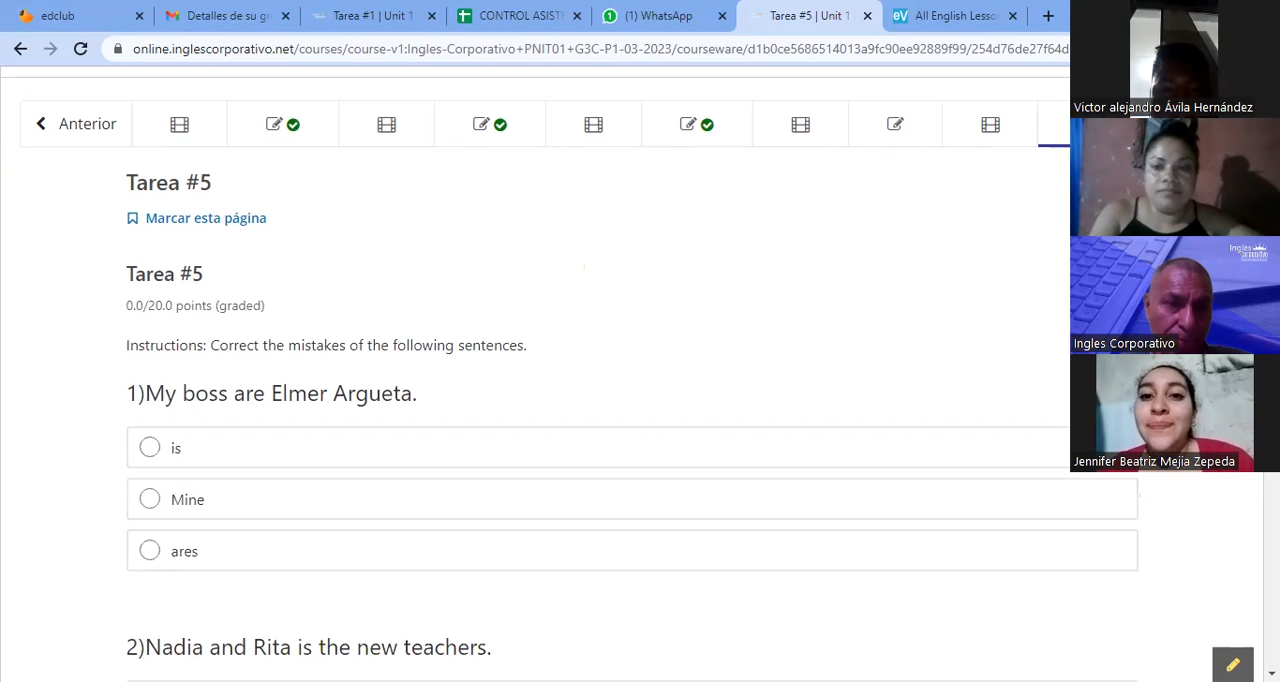 edclub
Detalles de su g
Tarea #1 | Unit 1
CONTROL ASIST
(1) WhatsApp
Tarea #5 | Unit 1
eV All English Lesso
online.inglescorporativo.net/courses/course-v1:Ingles-Corporativo+PNIT01+G3C-P1-03-2023/courseware/d1b0ce5686514013a9fc90ee92889f99/254d76de27f64d
Anterior
Tarea #5
Marcar esta página
Tarea #5
0.0/20.0 points (graded)
Instructions: Correct the mistakes of the following sentences.
1)My boss are Elmer Argueta.
is
Mine
ares
2)Nadia and Rita is the new teachers.
Victor alejandro Ávila Hernández
Inglés
corporativo
Ingles Corporativo
Jennifer Beatriz Mejia Zepeda